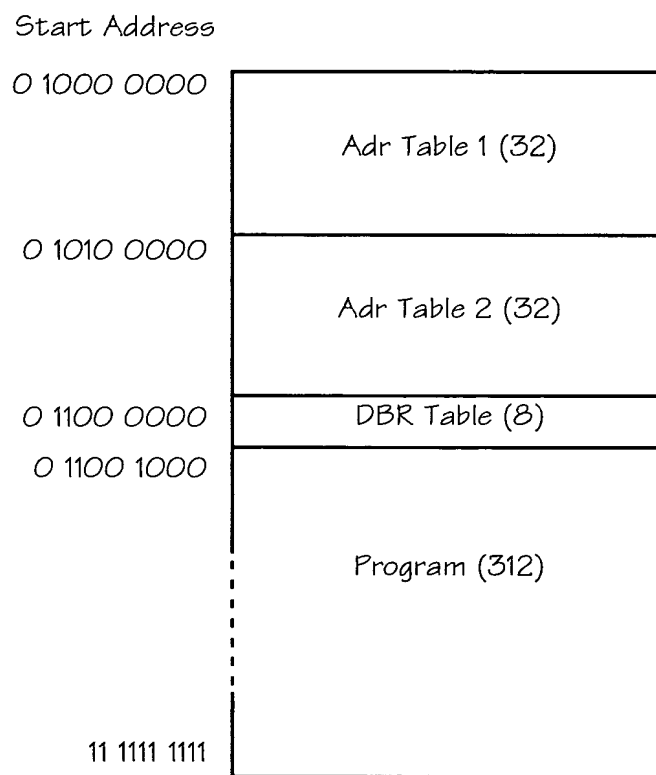 Start Address
0 1000 0000
Adr Table 1 (32)
0 1010 0000
Adr Table 2 (32)
0 1100 0000
DBR Table (8)
0 1100 1000
Program (312)
11 1111 1111